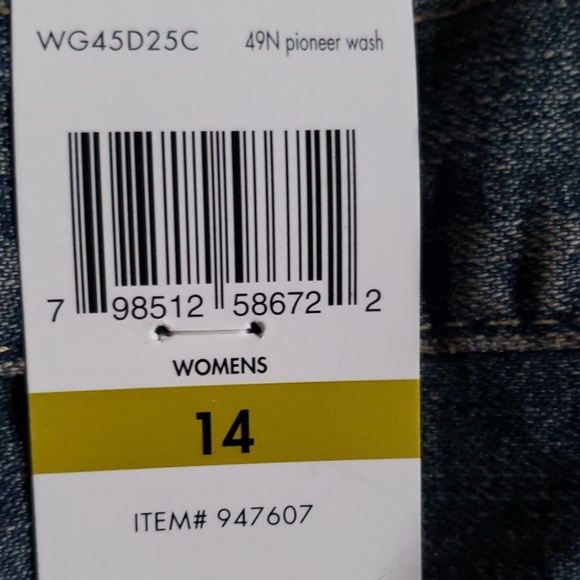 WG45D25C 49N pioneer wash
7 98512 58672 2
WOMENS
14
ITEM# 947607